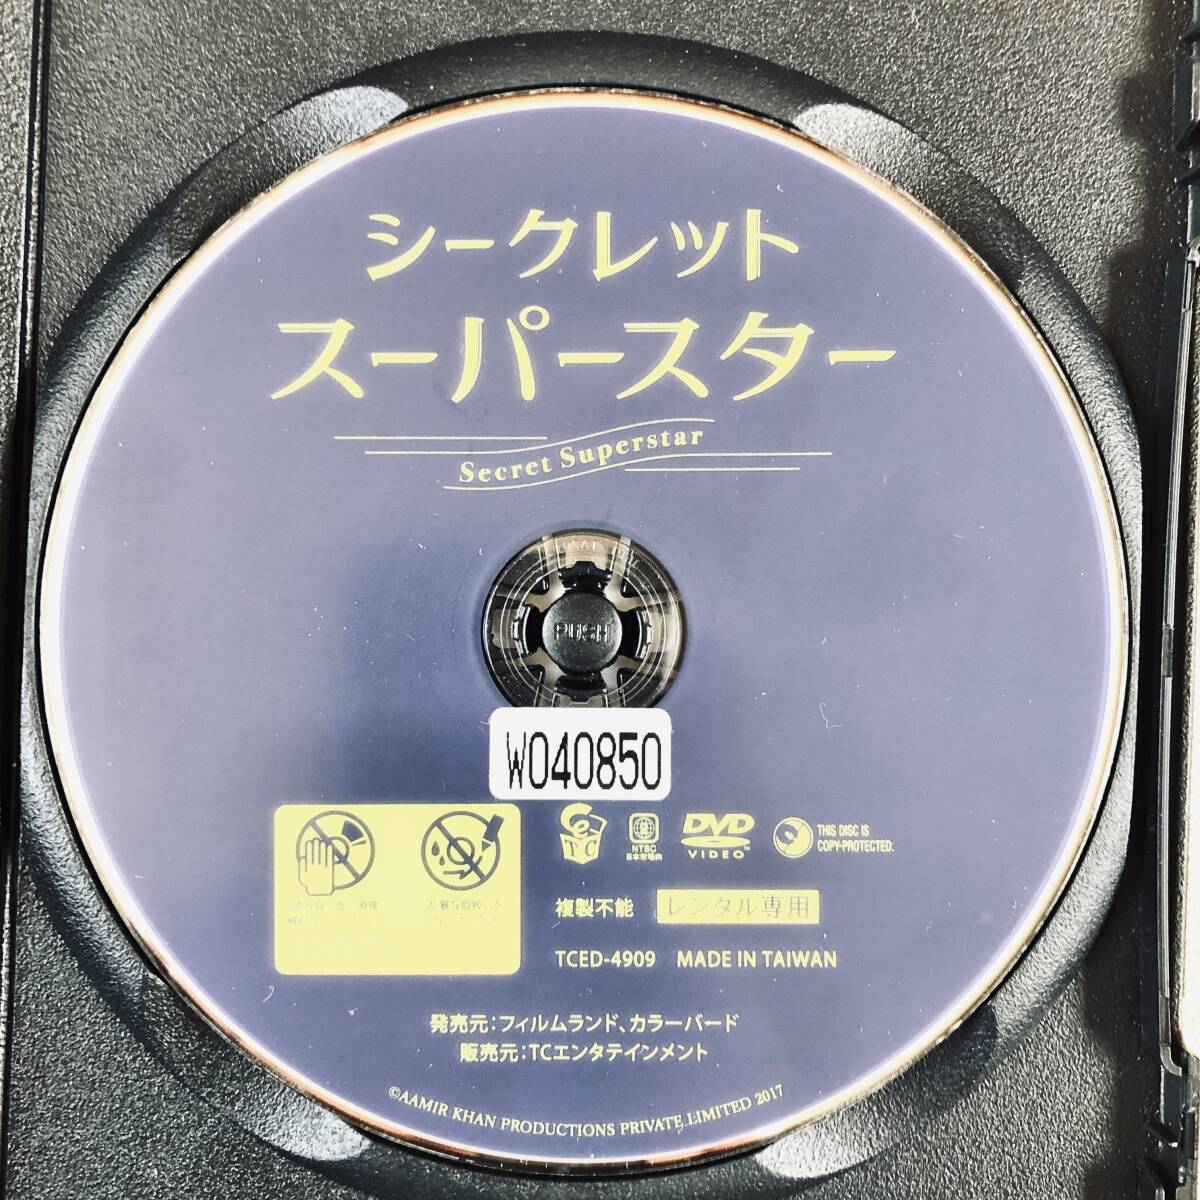 シークレット
スーパースター
Secret Superstar
PUSH
W040850
NTSC
日本市場向
DVD
VIDEO™
THIS DISC IS
COPY-PROTECTED.
複製不能 レンタル専用
TCED-4909 MADE IN TAIWAN
発売元：フィルムランド、カラーバード
販売元：TCエンタテインメント
©AAMIR KHAN PRODUCTIONS PRIVATE LIMITED 2017